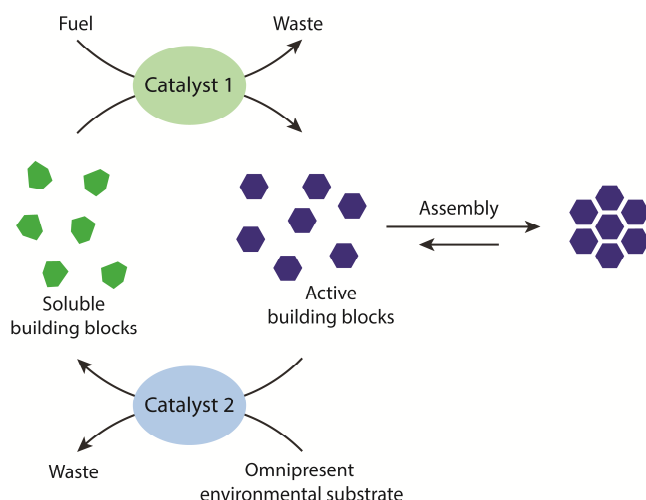 Fuel
Waste
Catalyst 1
Assembly
Soluble
building blocks
Active
building blocks
Catalyst 2
Waste
Omnipresent
environmental substrate